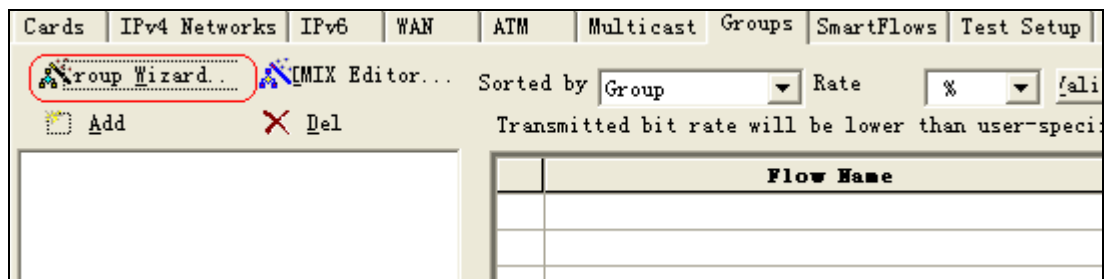 Cards IPv4 Networks IPv6 WAN ATM Multicast Groups SmartFlows Test Setup
roup Wizard.. IMIX Editor... Sorted by Group Rate %
Add Del Transmitted bit rate will be lower than user-speci
Flow Name